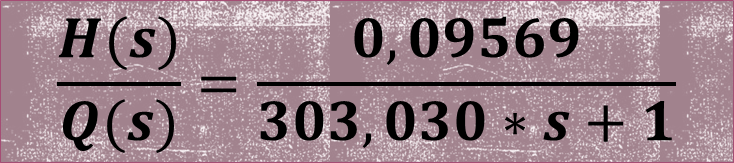 H(s) / Q(s) = 0,09569 / 303,030 * s + 1